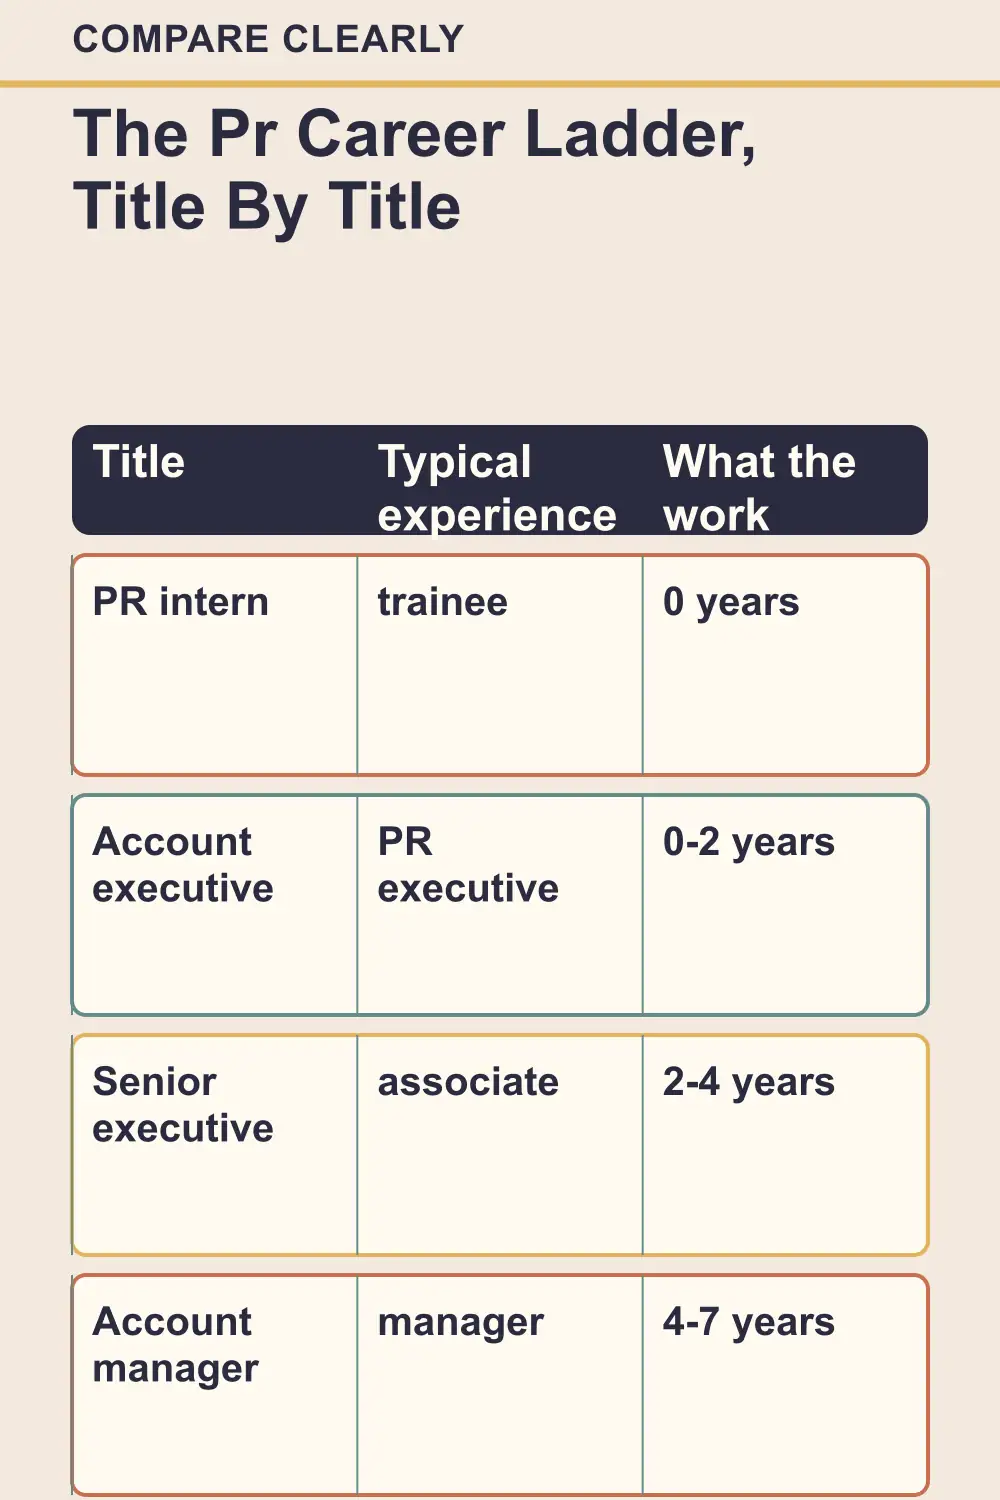 COMPARE CLEARLY
The Pr Career Ladder,
Title By Title
Title
Typical
experience
What the
work
PR intern
trainee
0 years
Account
executive
PR
executive
0-2 years
Senior
executive
associate
2-4 years
Account
manager
manager
4-7 years